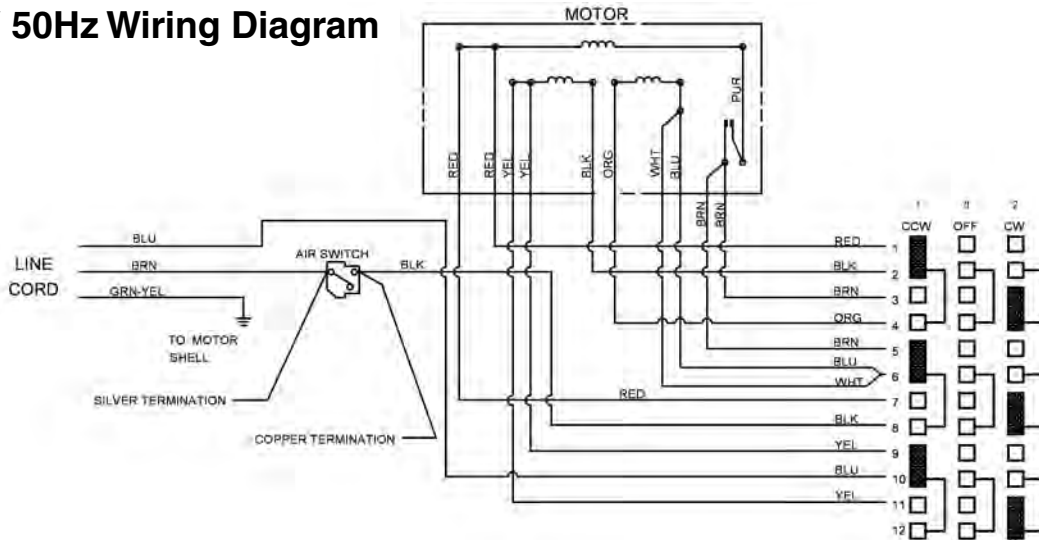 50Hz Wiring Diagram
MOTOR
PUR
RED
RED
YEL
YEL
BLK
ORG
WHT
BLU
BRN
BRN
1 0 2
CCW OFF CW
LINE
CORD
BLU
BRN
GRN-YEL
AIR SWITCH
BLK
TO MOTOR
SHELL
SILVER TERMINATION
COPPER TERMINATION
RED 1
BLK 2
BRN 3
ORG 4
BRN 5
BLU
6
WHT
RED 7
BLK 8
YEL 9
BLU 10
YEL 11
12